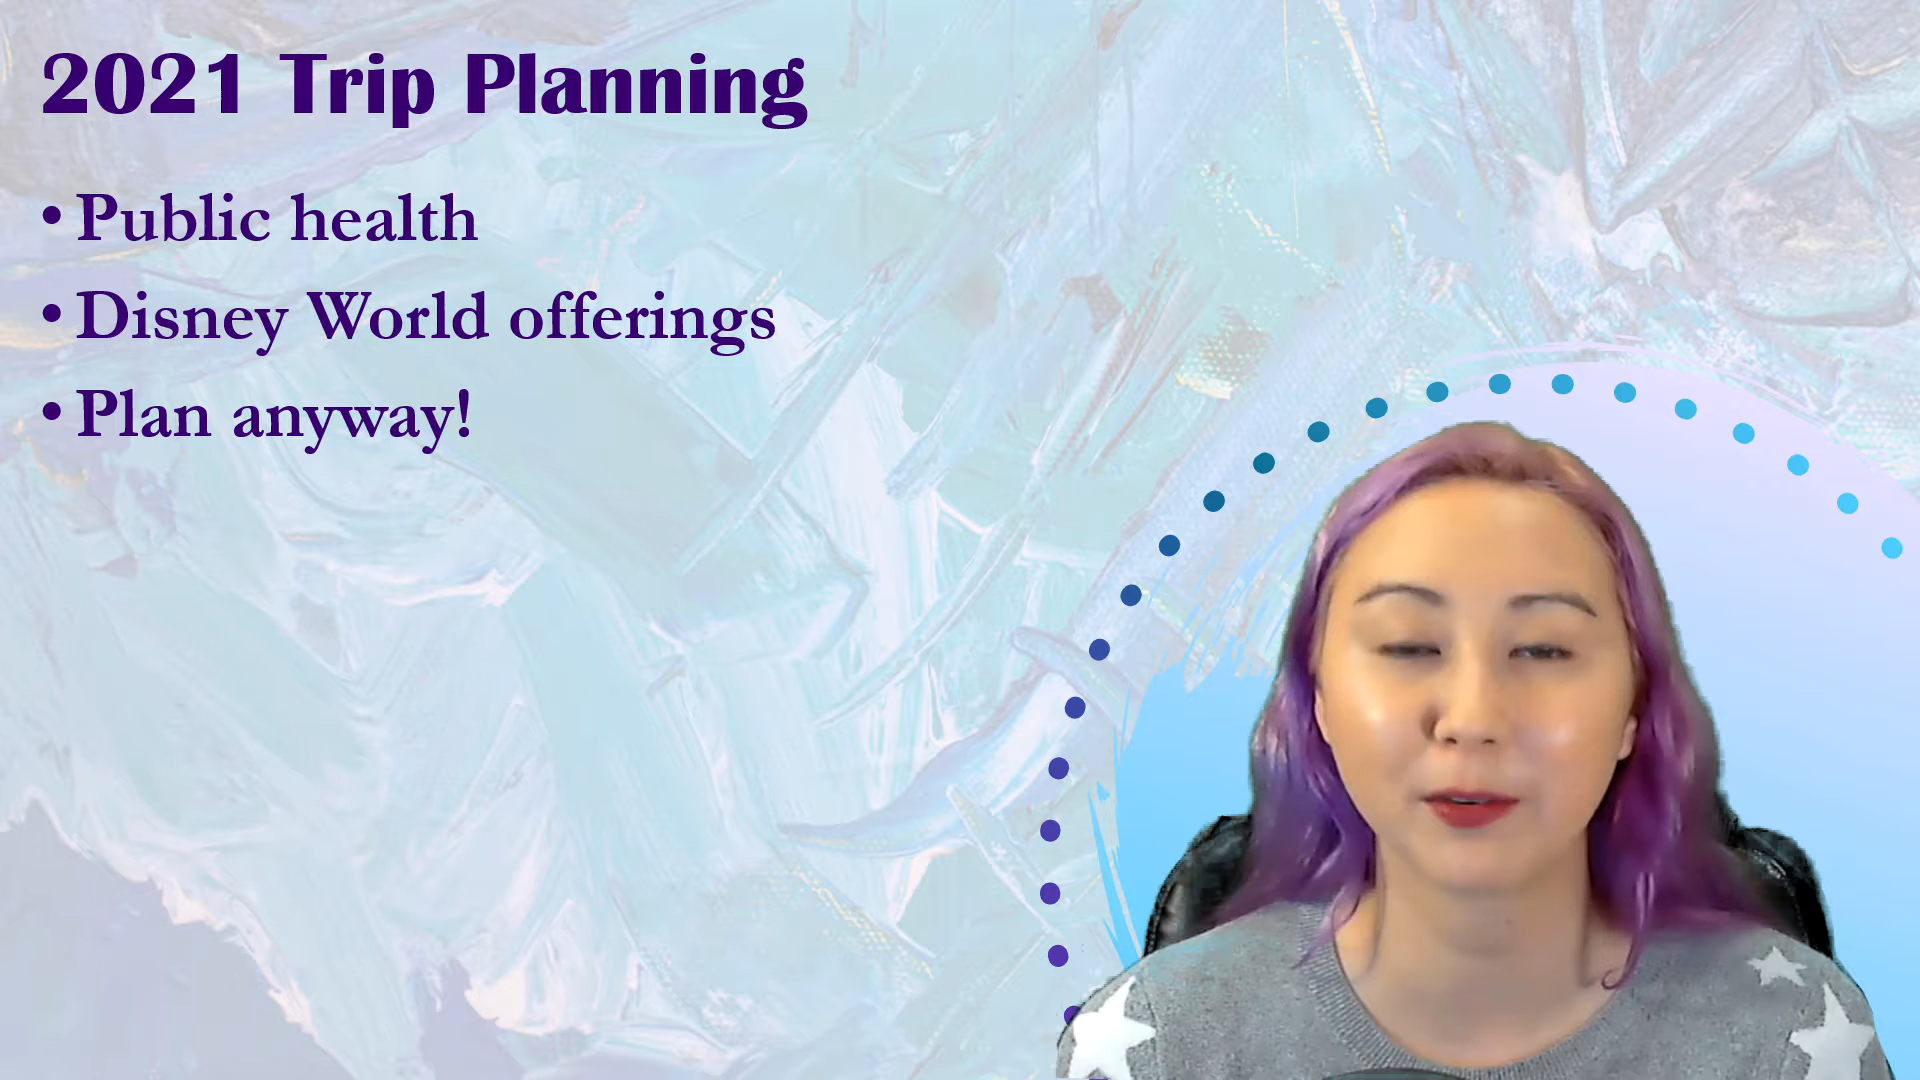 2021 Trip Planning
• Public health
• Disney World offerings
• Plan anyway!